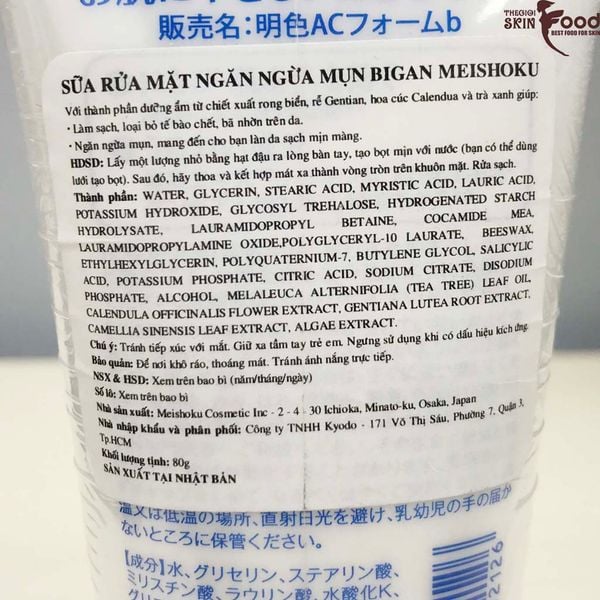 THEGIOI SKIN Food
BEST FOOD FOR SKIN
販売名:明色ACフォームb
SỮA RỬA MẶT NGĂN NGỪA MỤN BIGAN MEISHOKU
Với thành phần dưỡng ẩm từ chiết xuất rong biển, rễ Gentian, hoa cúc Calendua và trà xanh giúp:
• Làm sạch, loại bỏ tế bào chết, bã nhờn trên da.
• Ngăn ngừa mụn, mang đến cho bạn làn da sạch mịn màng.
HDSD: Lấy một lượng nhỏ bằng hạt đậu ra lòng bàn tay, tạo bọt mịn với nước (bạn có thể dùng
lưới tạo bọt). Sau đó, hãy thoa và kết hợp mát xa thành vòng tròn trên khuôn mặt. Rửa sạch.
Thành phần: WATER, GLYCERIN, STEARIC ACID, MYRISTIC ACID, LAURIC ACID,
POTASSIUM HYDROXIDE, GLYCOSYL TREHALOSE, HYDROGENATED STARCH
HYDROLYSATE, LAURAMIDOPROPYL BETAINE, COCAMIDE MEA,
LAURAMIDOPROPYLAMINE OXIDE,POLYGLYCERYL-10 LAURATE, BEESWAX,
ETHYLHEXYLGLYCERIN, POLYQUATERNIUM-7, BUTYLENE GLYCOL, SALICYLIC
ACID, POTASSIUM PHOSPHATE, CITRIC ACID, SODIUM CITRATE, DISODIUM
PHOSPHATE, ALCOHOL, MELALEUCA ALTERNIFOLIA (TEA TREE) LEAF OIL,
CALENDULA OFFICINALIS FLOWER EXTRACT, GENTIANA LUTEA ROOT EXTRACT,
CAMELLIA SINENSIS LEAF EXTRACT, ALGAE EXTRACT.
Chú ý: Tránh tiếp xúc với mắt. Giữ xa tầm tay trẻ em. Ngưng sử dụng khi có dấu hiệu kích ứng.
Bảo quản: Để nơi khô ráo, thoáng mát. Tránh ánh nắng trực tiếp.
NSX & HSD: Xem trên bao bì (năm/tháng/ngày)
Số lô: Xem trên bao bì
Nhà sản xuất: Meishoku Cosmetic Inc - 2 - 4 - 30 Ichioka, Minato-ku, Osaka, Japan
Nhà nhập khẩu và phân phối: Công ty TNHH Kyodo - 171 Võ Thị Sáu, Phường 7, Quận 3,
Tp.HCM
Khối lượng tịnh: 80g
SẢN XUẤT TẠI NHẬT BẢN
温又は低温の場所、直射日光を避け、乳幼児の手の届か
ないところに保管ください。
【成分】水、グリセリン、ステアリン酸、
ミリスチン酸、ラウリン酸、水酸化K、
2126